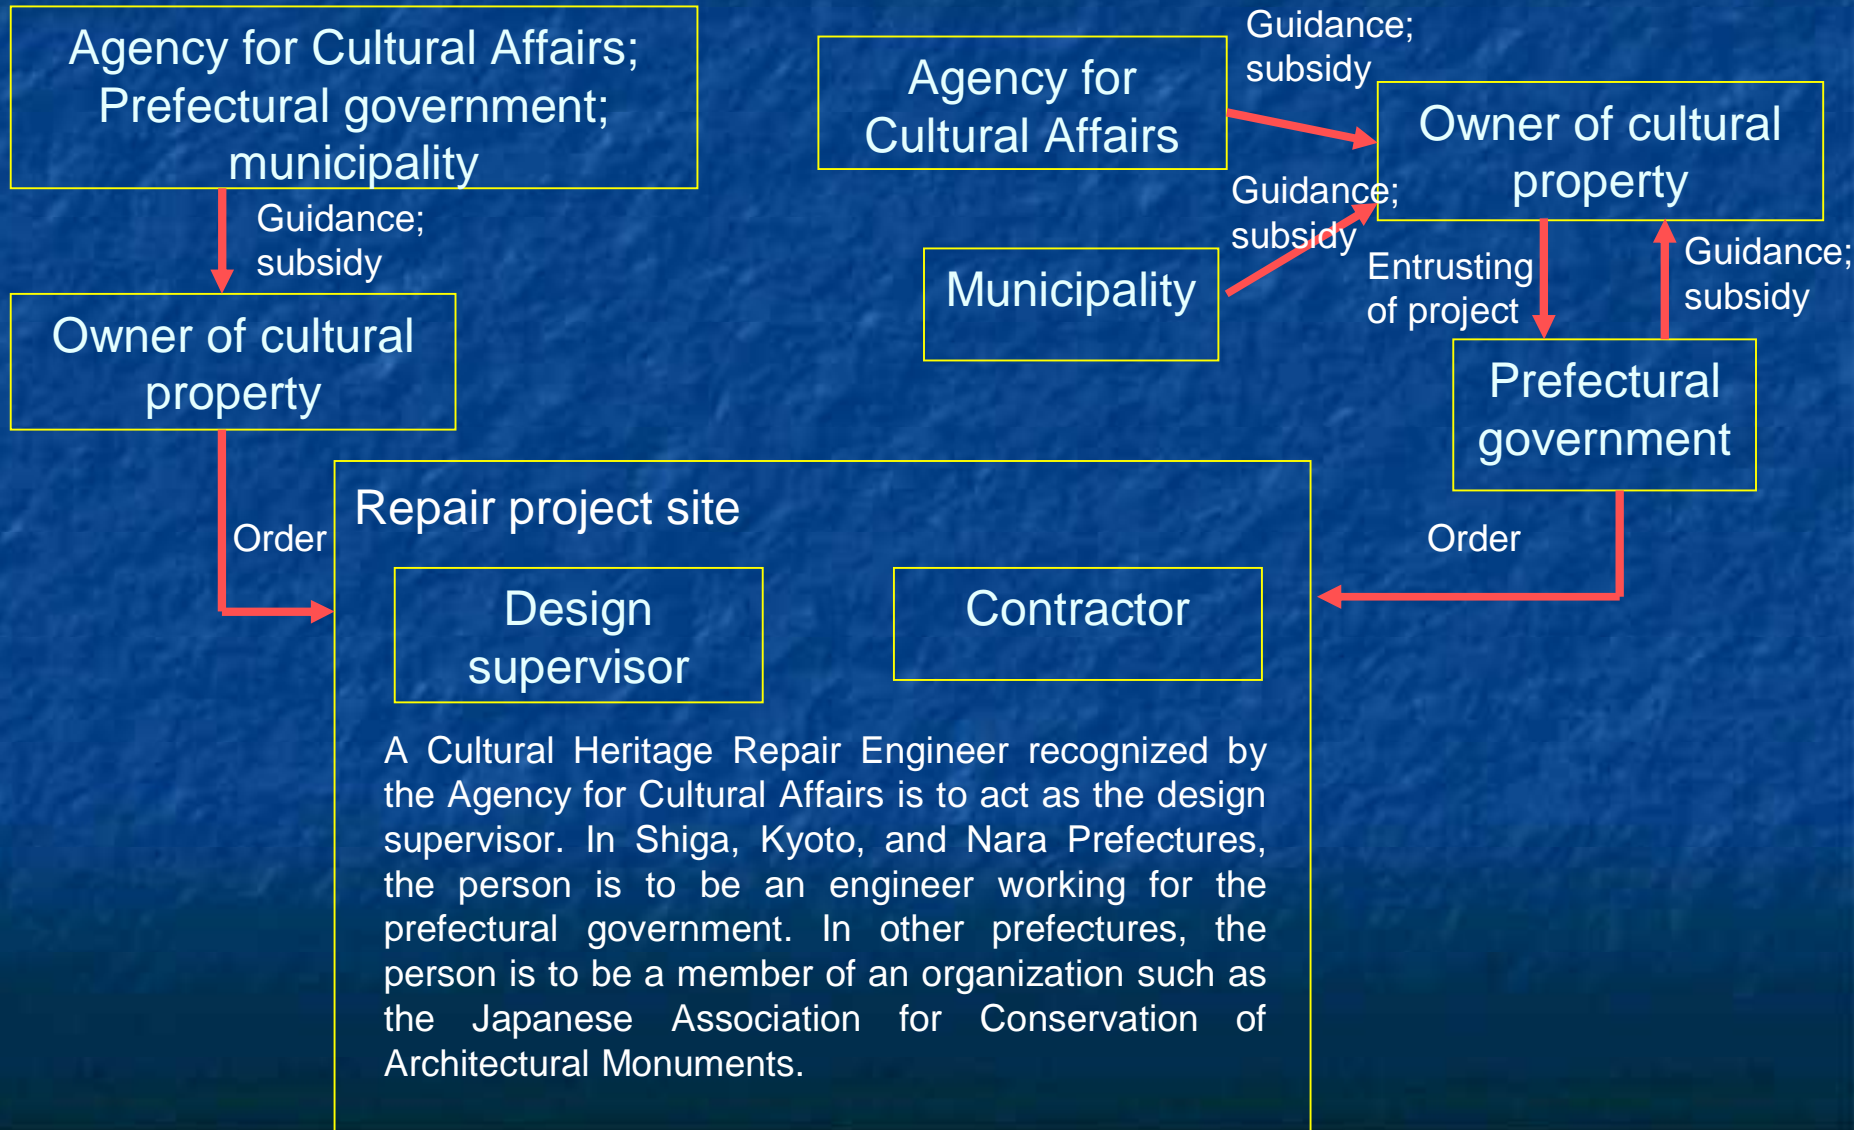 Agency for Cultural Affairs;
Prefectural government;
municipality
Guidance;
subsidy
Owner of cultural
property
Order
Agency for
Cultural Affairs
Guidance;
subsidy
Municipality
Guidance;
subsidy
Owner of cultural
property
Entrusting
of project
Guidance;
subsidy
Prefectural
government
Order
Repair project site
Design
supervisor
Contractor
A Cultural Heritage Repair Engineer recognized by
the Agency for Cultural Affairs is to act as the design
supervisor. In Shiga, Kyoto, and Nara Prefectures,
the person is to be an engineer working for the
prefectural government. In other prefectures, the
person is to be a member of an organization such as
the Japanese Association for Conservation of
Architectural Monuments.